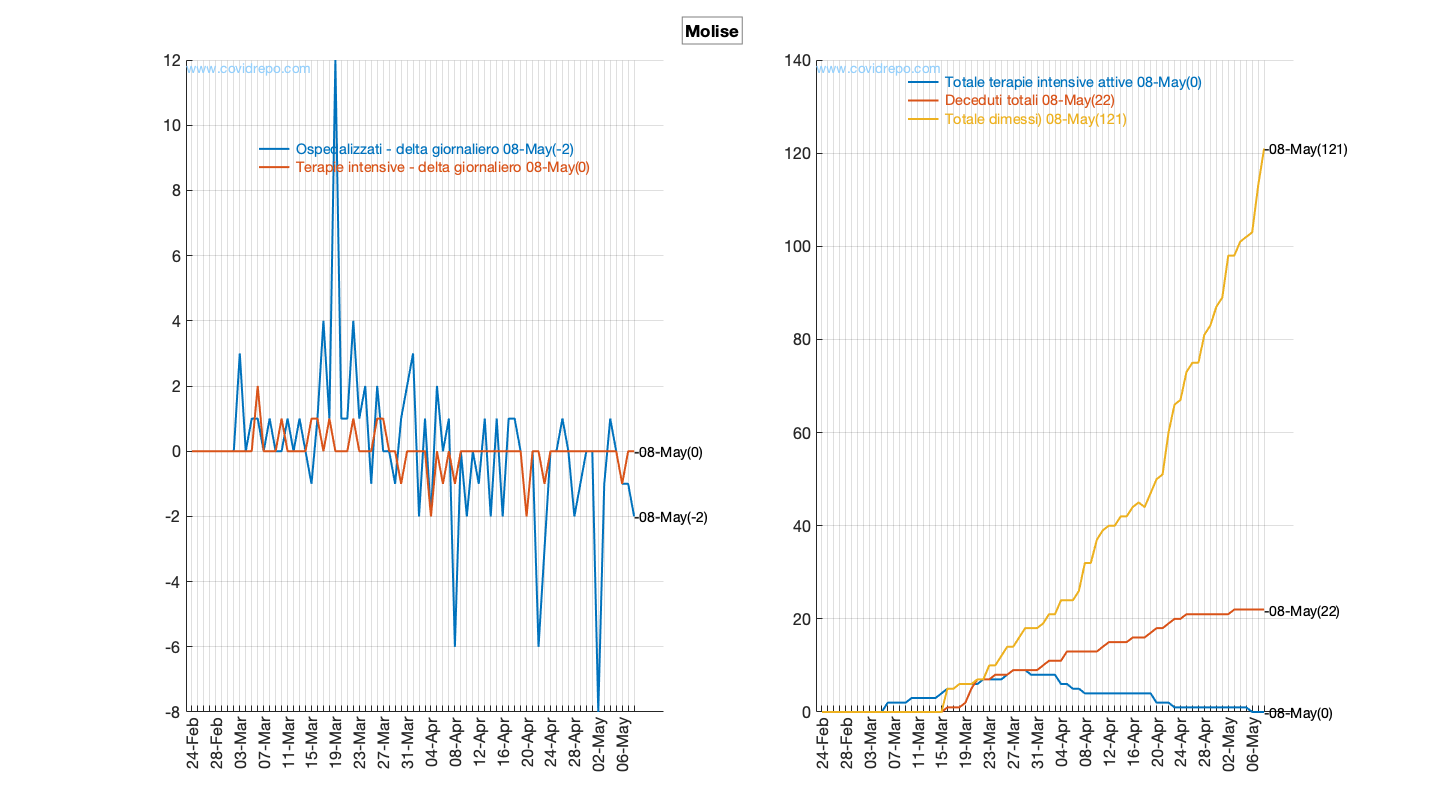 Molise
www.covidrepo.com
Ospedalizzati - delta giornaliero 08-May(-2)
Terapie intensive - delta giornaliero 08-May(0)
12
10
8
6
4
2
0
-2
-4
-6
-8
-08-May(0)
-08-May(-2)
24-Feb
28-Feb
03-Mar
07-Mar
11-Mar
15-Mar
19-Mar
23-Mar
27-Mar
31-Mar
04-Apr
08-Apr
12-Apr
16-Apr
20-Apr
24-Apr
28-Apr
02-May
06-May
www.covidrepo.com
Totale terapie intensive attive 08-May(0)
Deceduti totali 08-May(22)
Totale dimessi) 08-May(121)
140
120
100
80
60
40
20
0
-08-May(121)
-08-May(22)
-08-May(0)
24-Feb
28-Feb
03-Mar
07-Mar
11-Mar
15-Mar
19-Mar
23-Mar
27-Mar
31-Mar
04-Apr
08-Apr
12-Apr
16-Apr
20-Apr
24-Apr
28-Apr
02-May
06-May